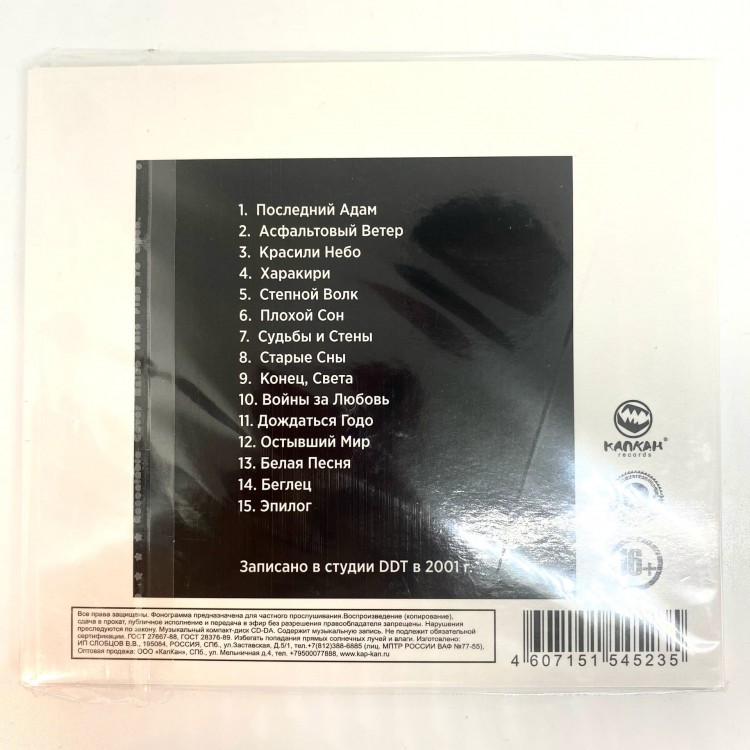 1. Последний Адам
2. Асфальтовый Ветер
3. Красили Небо
4. Харакири
5. Степной Волк
6. Плохой Сон
7. Судьбы и Стены
8. Старые Сны
9. Конец, Света
10. Войны за Любовь
11. Дождаться Годо
12. Остывший Мир
13. Белая Песня
14. Беглец
15. Эпилог
Записано в студии DDT в 2001 г.
КАПКАН®
records
16+
Все права защищены. Фонограмма предназначена для частного прослушивания.Воспроизведение (копирование),
сдача в прокат, публичное исполнение и передача в эфир без разрешения правообладателя запрещены. Нарушения
преследуются по закону. Музыкальный компакт-диск CD-DA. Содержит музыкальную запись. Не подлежит обязательной
сертификации. ГОСТ 27667-88, ГОСТ 28376-89. Избегать попадания прямых солнечных лучей и влаги. Изготовлено:
ИП СЛОБЦОВ В.В., 195084, РОССИЯ, СПб., ул.Заставская, Д.5/1, тел.+7(812)388-6885 (лиц. МПТР РОССИИ ВАФ №77-55),
Оптовая продажа: ООО «КапКан», СПб., ул. Мельничная д.4, тел. +79500077888, www.kap-kan.ru
4 607151 545235